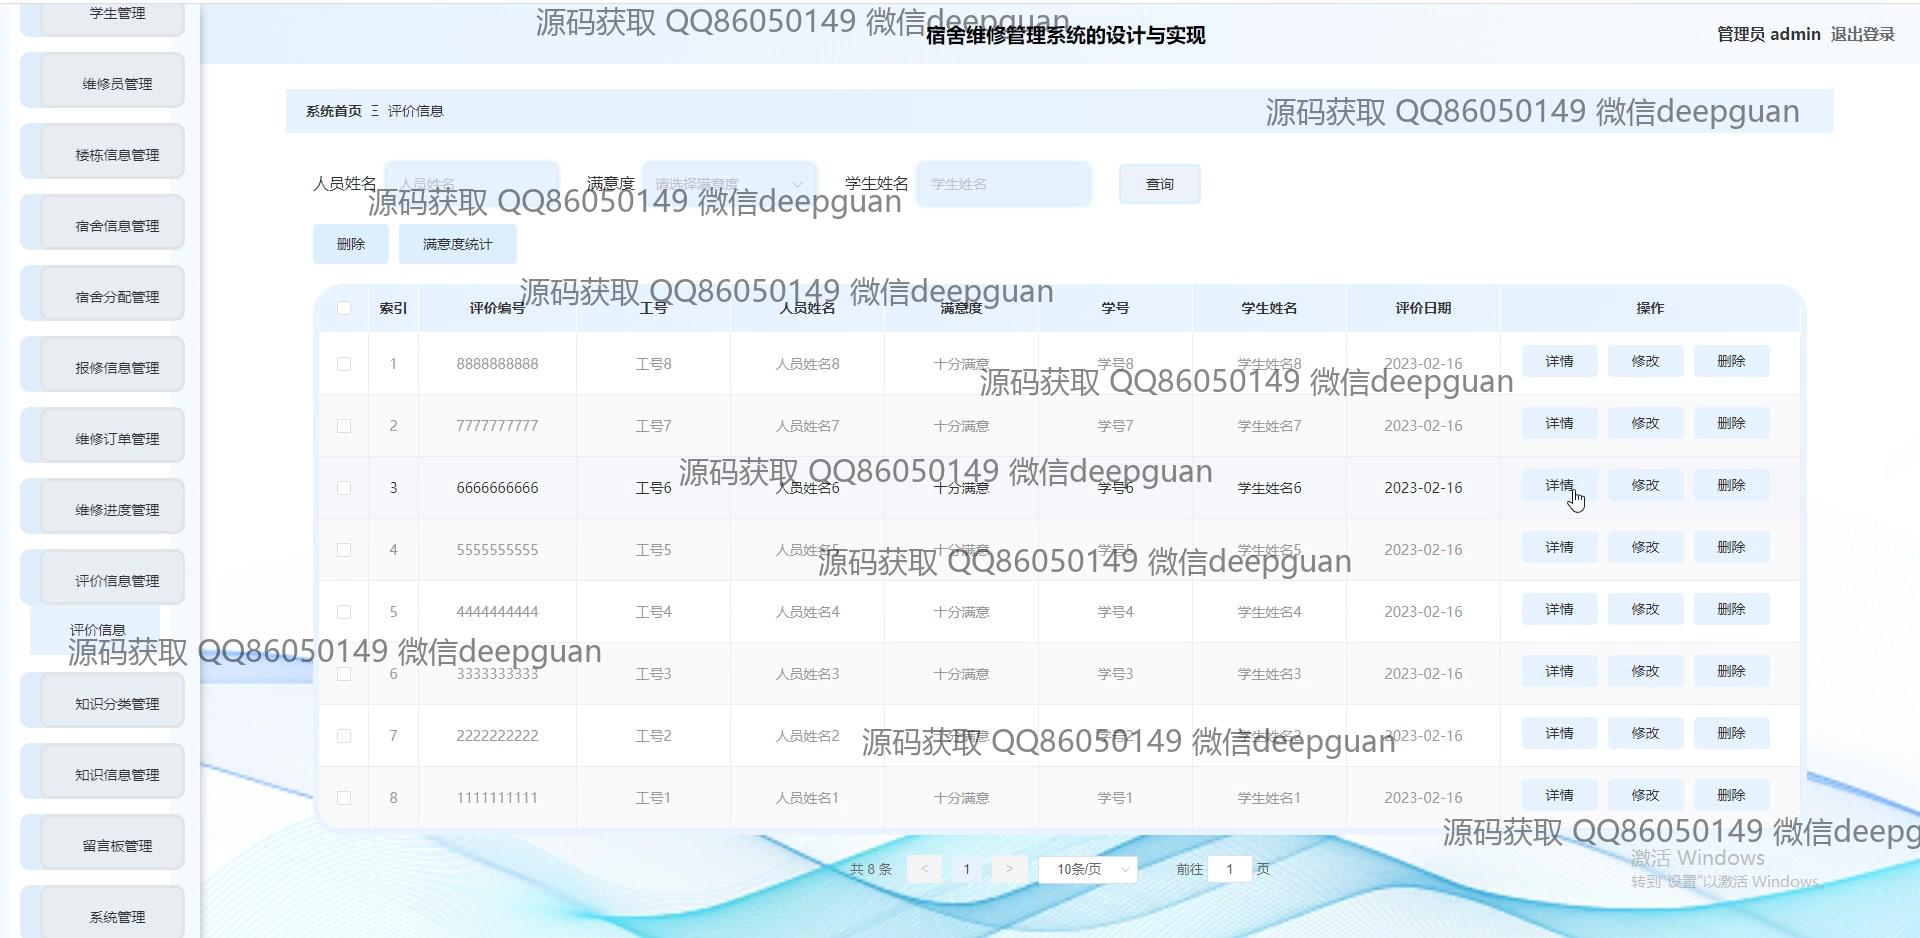 学生管理
维修员管理
楼栋信息管理
宿舍信息管理
宿舍分配管理
报修信息管理
维修订单管理
维修进度管理
评价信息管理
评价信息
知识分类管理
知识信息管理
留言板管理
系统管理
宿舍维修管理系统的设计与实现
管理员 admin 退出登录
系统首页 Ξ 评价信息
人员姓名 人员姓名 满意度 请选择满意度 学生姓名 学生姓名 查询
删除 满意度统计
索引 评价编号 工号 人员姓名 满意度 学号 学生姓名 评价日期 操作
1 8888888888 工号8 人员姓名8 十分满意 学号8 学生姓名8 2023-02-16 详情 修改 删除
2 7777777777 工号7 人员姓名7 十分满意 学号7 学生姓名7 2023-02-16 详情 修改 删除
3 6666666666 工号6 人员姓名6 十分满意 学号6 学生姓名6 2023-02-16 详情 修改 删除
4 5555555555 工号5 人员姓名5 十分满意 学号5 学生姓名5 2023-02-16 详情 修改 删除
5 4444444444 工号4 人员姓名4 十分满意 学号4 学生姓名4 2023-02-16 详情 修改 删除
6 3333333333 工号3 人员姓名3 十分满意 学号3 学生姓名3 2023-02-16 详情 修改 删除
7 2222222222 工号2 人员姓名2 十分满意 学号2 学生姓名2 2023-02-16 详情 修改 删除
8 1111111111 工号1 人员姓名1 十分满意 学号1 学生姓名1 2023-02-16 详情 修改 删除
共 8 条 < 1 > 10条/页 前往 1 页
源码获取 QQ86050149 微信deepguan
源码获取 QQ86050149 微信deepguan
源码获取 QQ86050149 微信deepguan
源码获取 QQ86050149 微信deepguan
源码获取 QQ86050149 微信deepguan
源码获取 QQ86050149 微信deepguan
源码获取 QQ86050149 微信deepguan
源码获取 QQ86050149 微信deepguan
源码获取 QQ86050149 微信deepguan
源码获取 QQ86050149 微信deepg
激活 Windows
转到"设置"以激活 Windows。